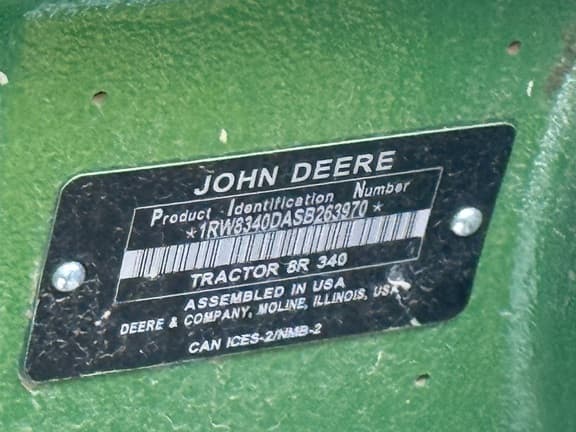 JOHN DEERE
Product Identification Number
*1RW8340DASB263970*
TRACTOR 8R 340
ASSEMBLED IN USA
DEERE & COMPANY, MOLINE, ILLINOIS, USA
CAN ICES-2/NMB-2